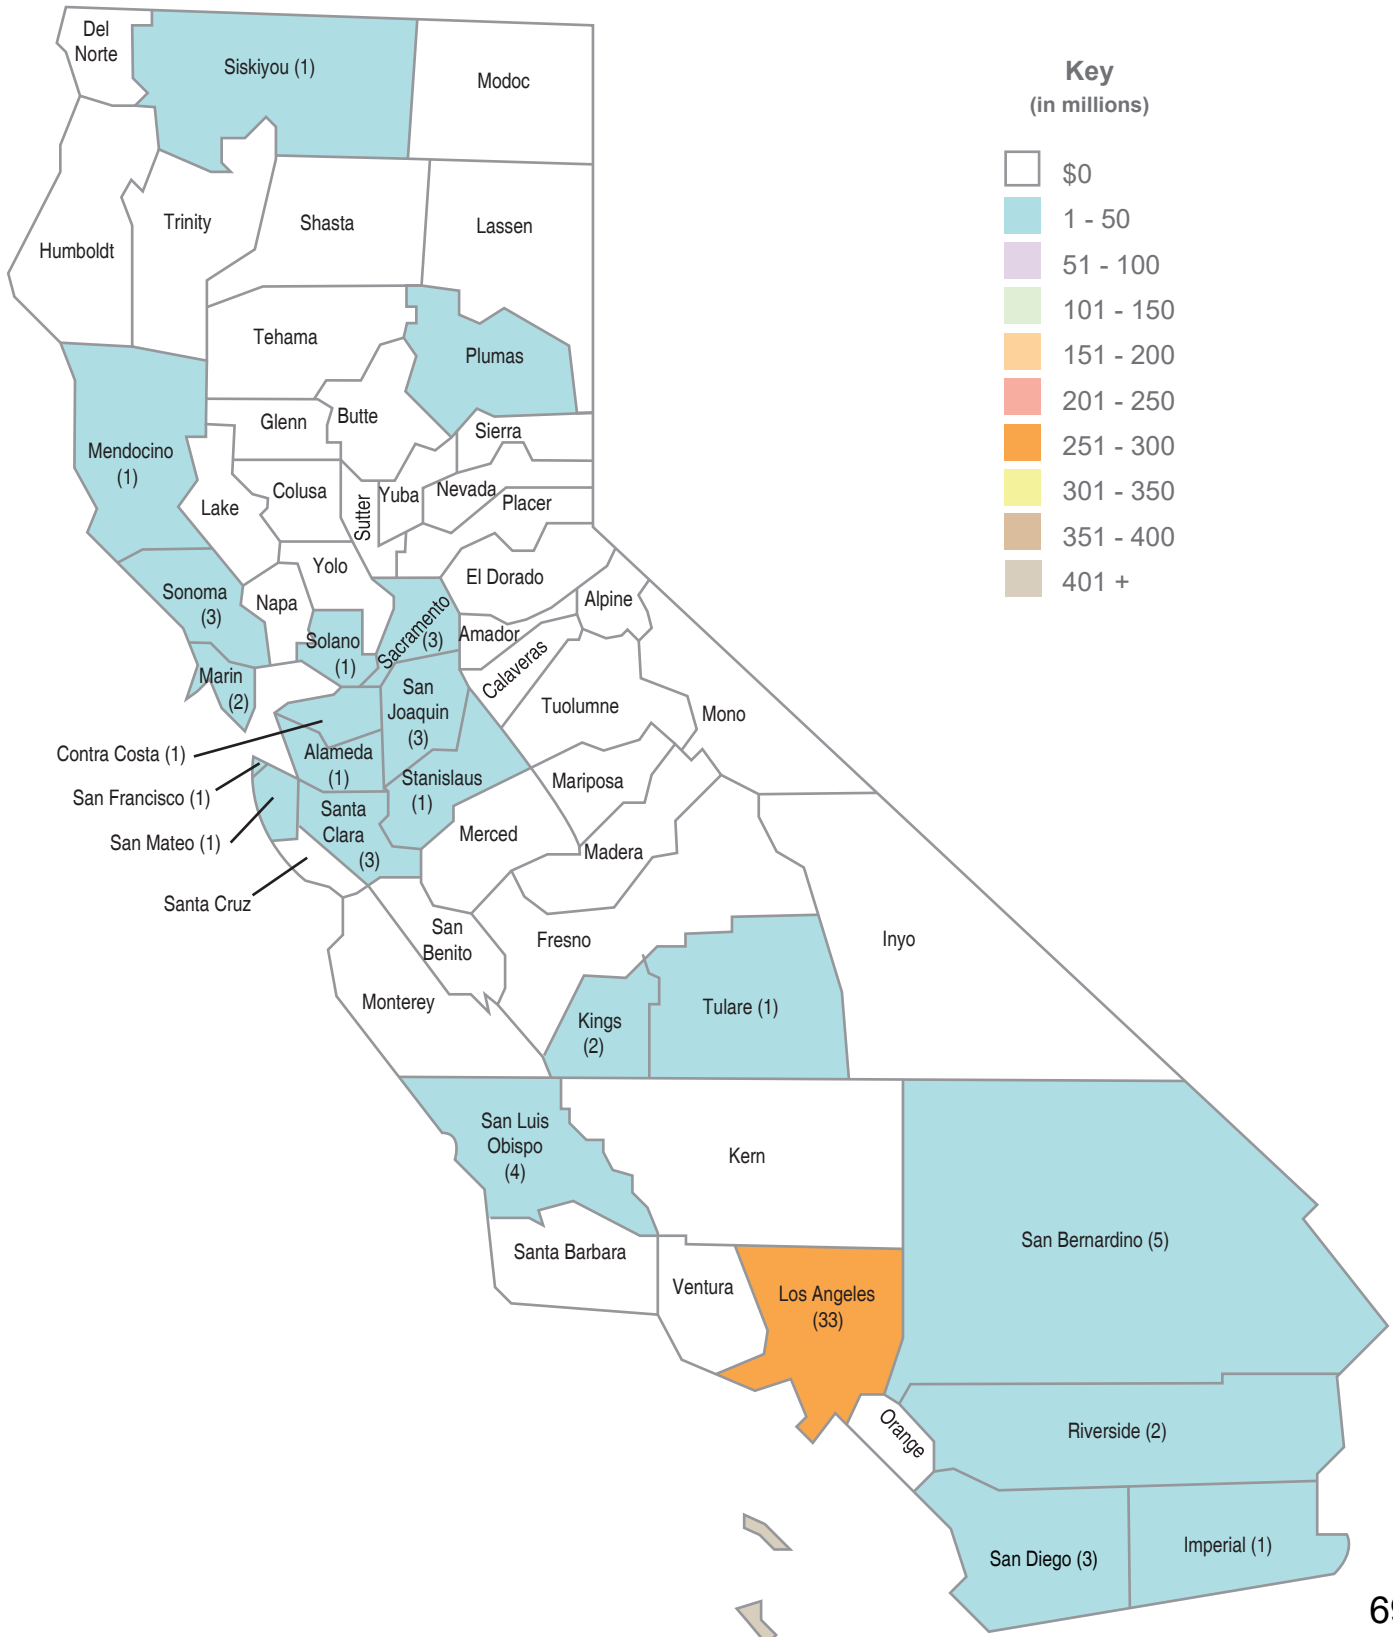 Del
Norte
Siskiyou (1)
Modoc
Key
(in millions)
$0
1 - 50
51 - 100
101 - 150
151 - 200
201 - 250
251 - 300
301 - 350
351 - 400
401 +
Humboldt
Trinity
Shasta
Lassen
Tehama
Plumas
Glenn
Butte
Sierra
Mendocino
(1)
Lake
Colusa
Sutter
Yuba
Nevada
Placer
Yolo
El Dorado
Sonoma
(3)
Napa
Solano
(1)
Sacramento
(3)
Amador
Alpine
Calaveras
Marin
(2)
San
Joaquin
(3)
Tuolumne
Mono
Contra Costa (1)
Alameda
(1)
Stanislaus
(1)
Mariposa
San Francisco (1)
San Mateo (1)
Santa
Clara
(3)
Merced
Madera
Santa Cruz
San
Benito
Fresno
Inyo
Monterey
Kings
(2)
Tulare (1)
San Luis
Obispo
(4)
Kern
Santa Barbara
Ventura
Los Angeles
(33)
San Bernardino (5)
Orange
Riverside (2)
San Diego (3)
Imperial (1)
69